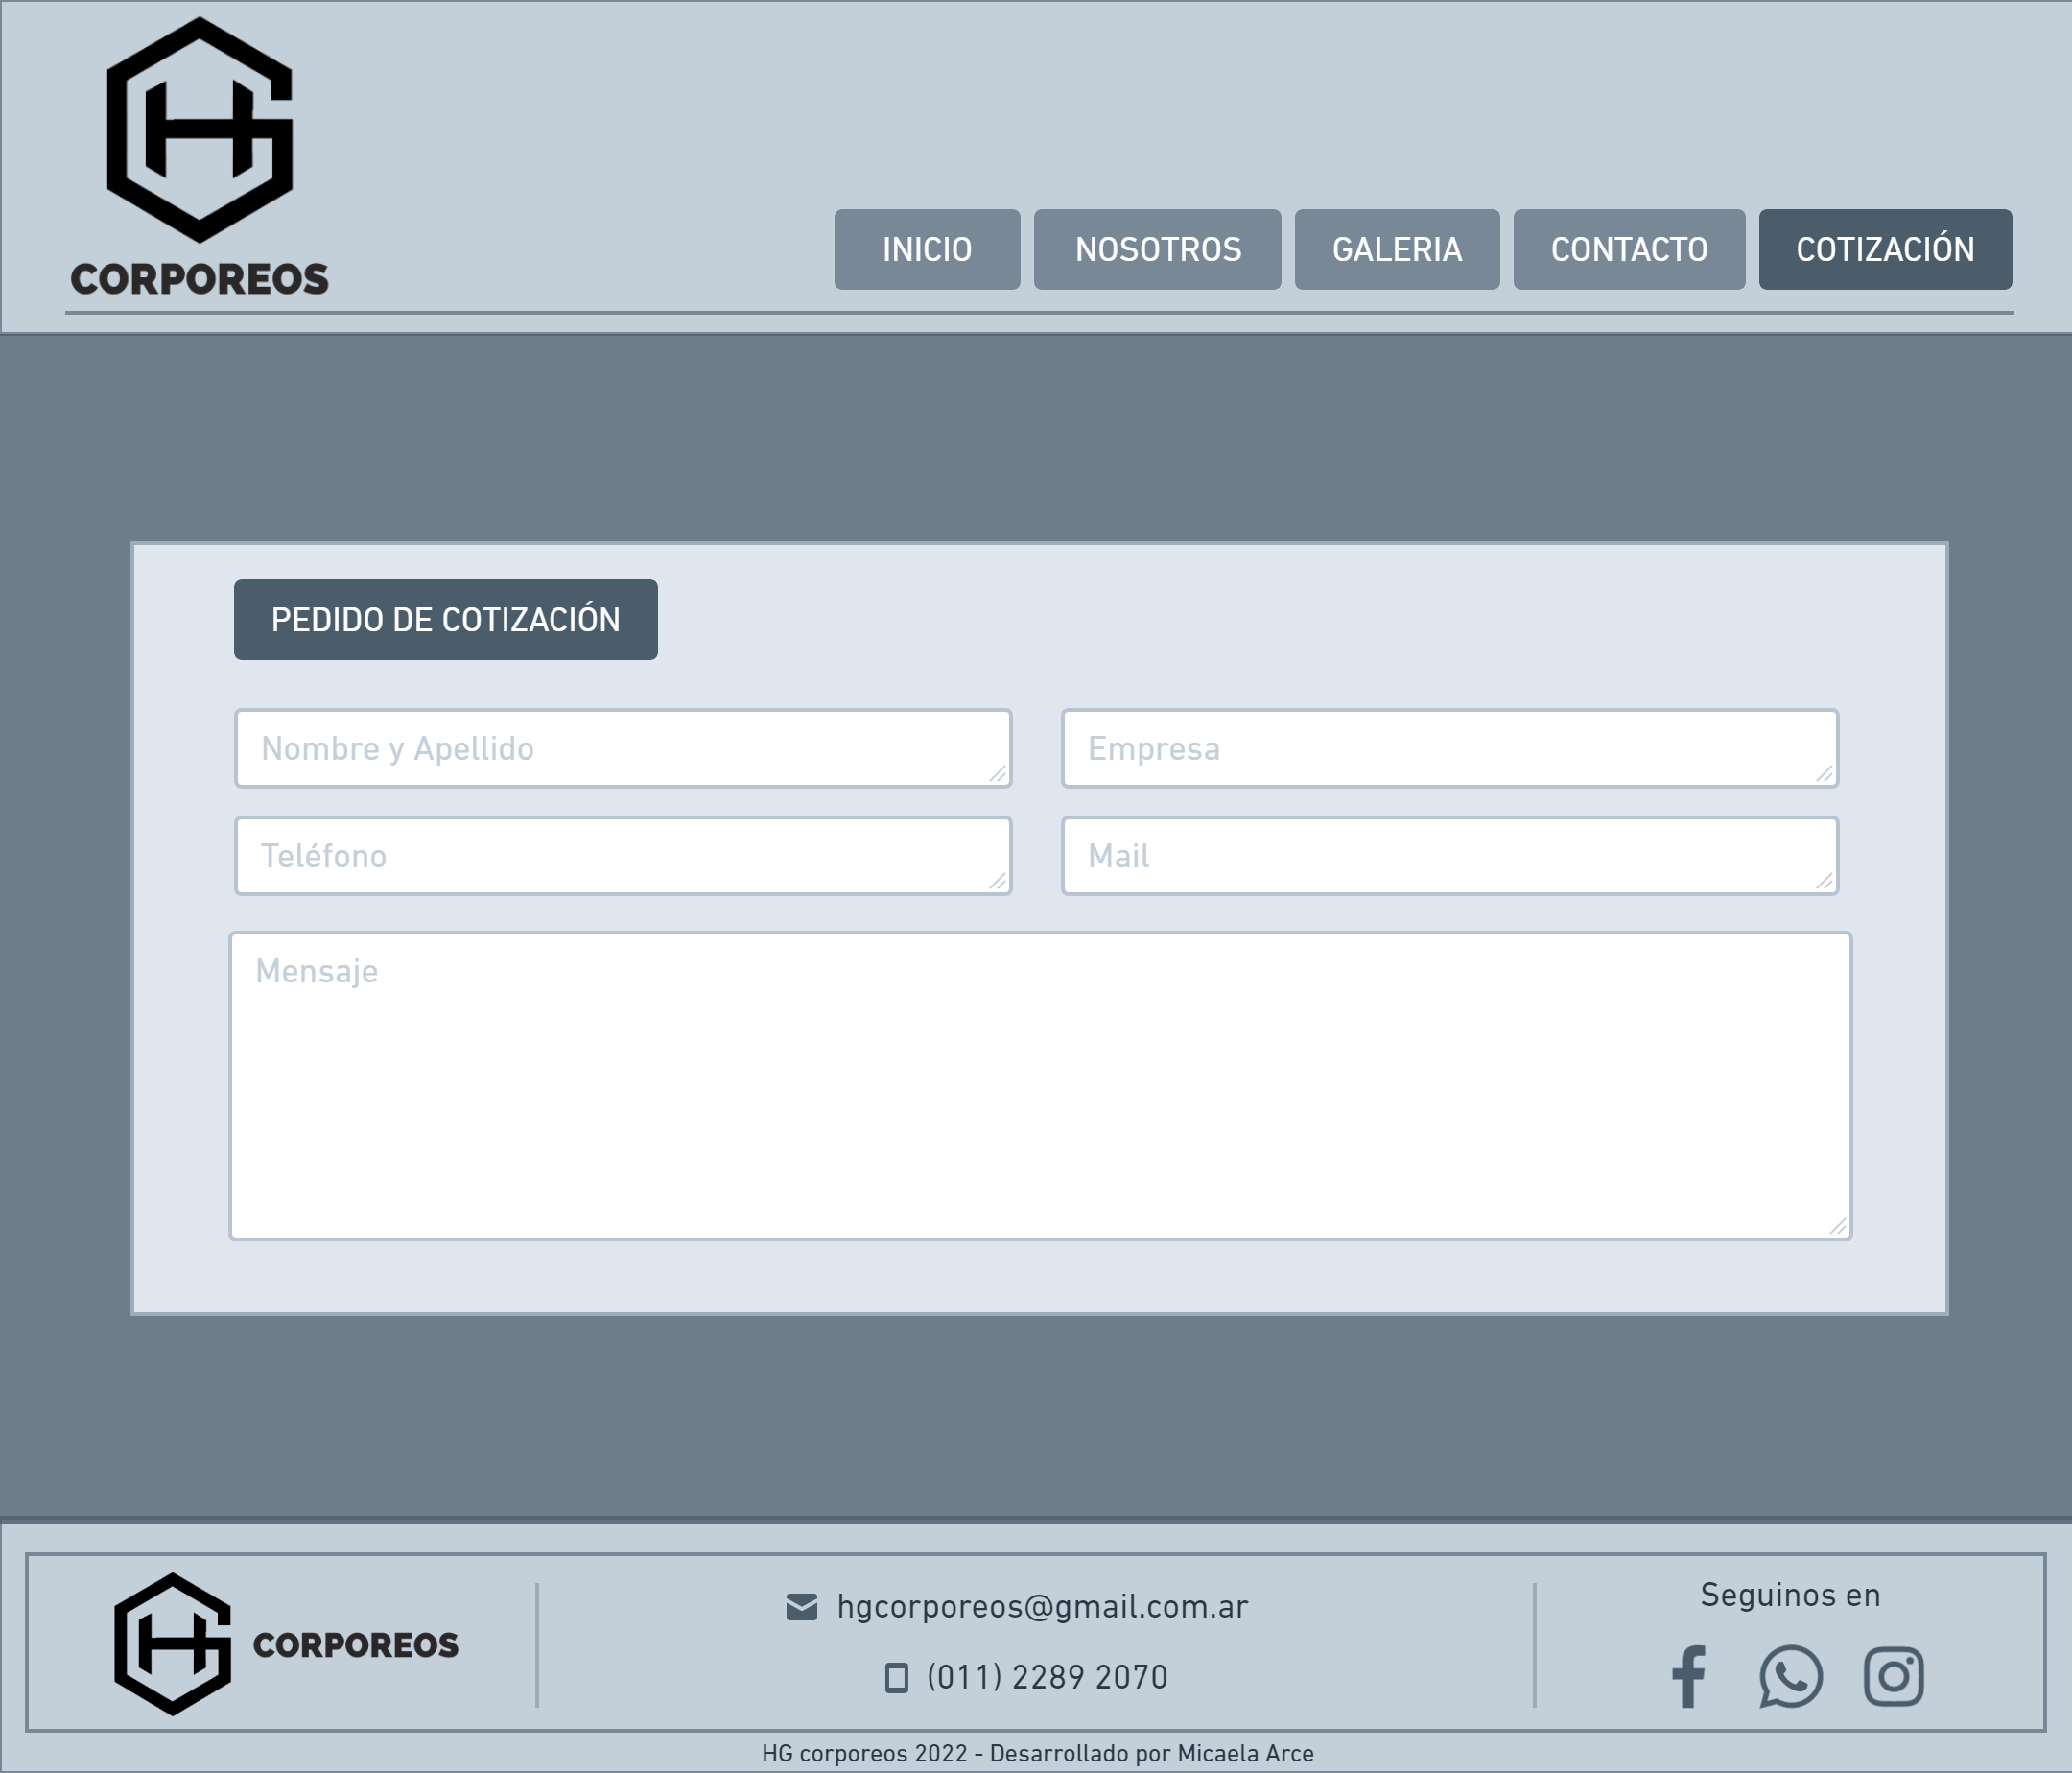 HG
CORPOREOS
INICIO
NOSOTROS
GALERIA
CONTACTO
COTIZACIÓN
PEDIDO DE COTIZACIÓN
Nombre y Apellido
Empresa
Teléfono
Mail
Mensaje
HG CORPOREOS
hgcorporeos@gmail.com.ar
(011) 2289 2070
Seguinos en
HG corporeos 2022 - Desarrollado por Micaela Arce